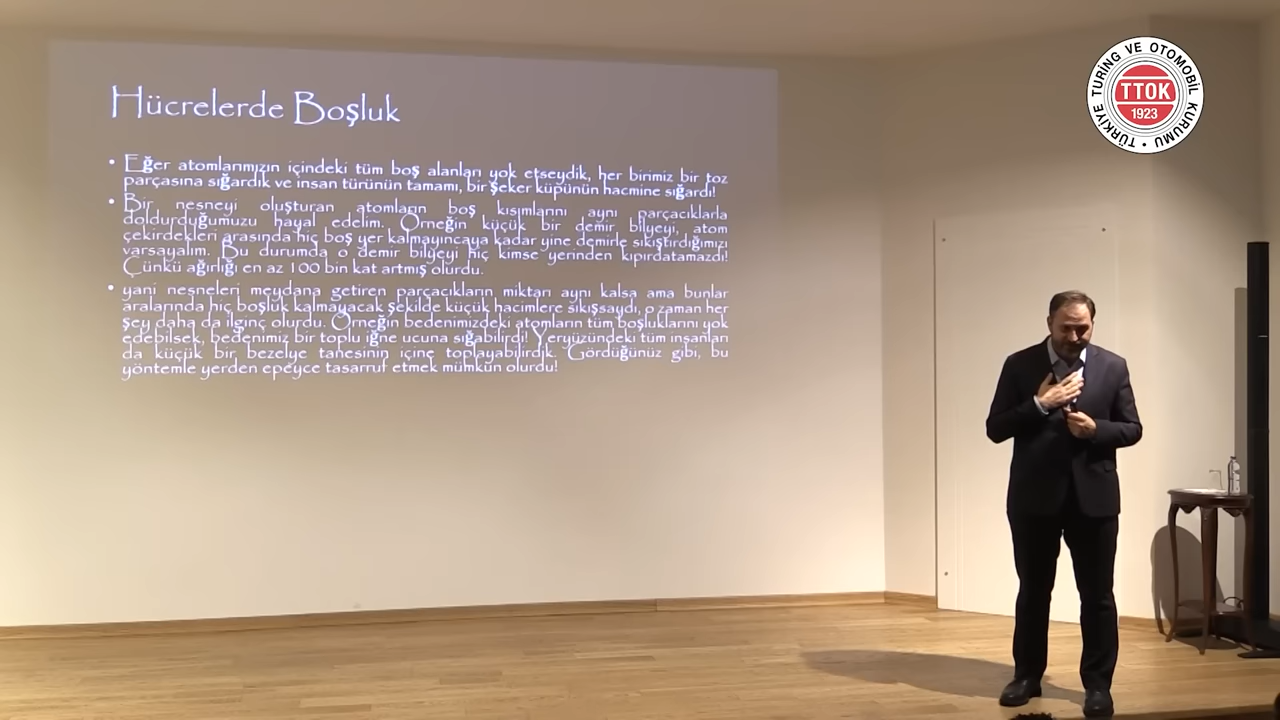 Hücrelerde Boşluk
• Eğer atomlarımızın içindeki tüm boş alanları yok etseydik, her birimiz bir toz
parçasına sığardık ve insan türünün tamamı, bir şeker küpünün hacmine sığardı!
• Bir nesneyi oluşturan atomların boş kısımlarını aynı parçacıklarla
doldurduğumuzu hayal edelim. Örneğin küçük bir demir bilyeyi, atom
çekirdekleri arasında hiç boş yer kalmayıncaya kadar yine demirle sıkıştırdığımızı
varsayalım. Bu durumda o demir bilyeyi hiç kimse yerinden kıpırdatamazdı!
Çünkü ağırlığı en az 100 bin kat artmış olurdu.
• yani nesneleri meydana getiren parçacıkların miktarı aynı kalsa ama bunlar
aralarında hiç boşluk kalmayacak şekilde küçük hacimlere sıkışsaydı, o zaman her
şey daha da ilginç olurdu. Örneğin bedenimizdeki atomların tüm boşluklarını yok
edebilsek, bedenimiz bir toplu iğne ucuna sığabilirdi! Yeryüzündeki tüm insanları
da küçük bir bezelye tanesinin içine toplayabilirdik. Gördüğünüz gibi, bu
yöntemle yerden epeyce tasarruf etmek mümkün olurdu!
TÜRKİYE TURİNG VE OTOMOBİL KURUMU •
TTOK
1923